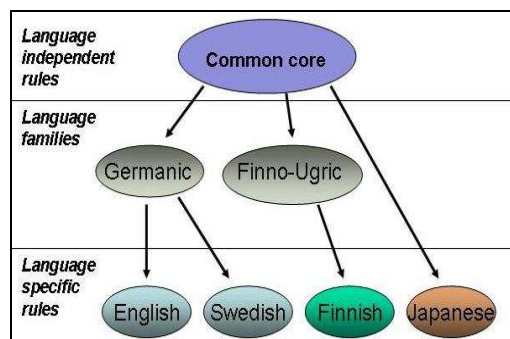 Language
independent
rules
Common core
Language
families
Germanic
Finno-Ugric
Language
specific
rules
English
Swedish
Finnish
Japanese